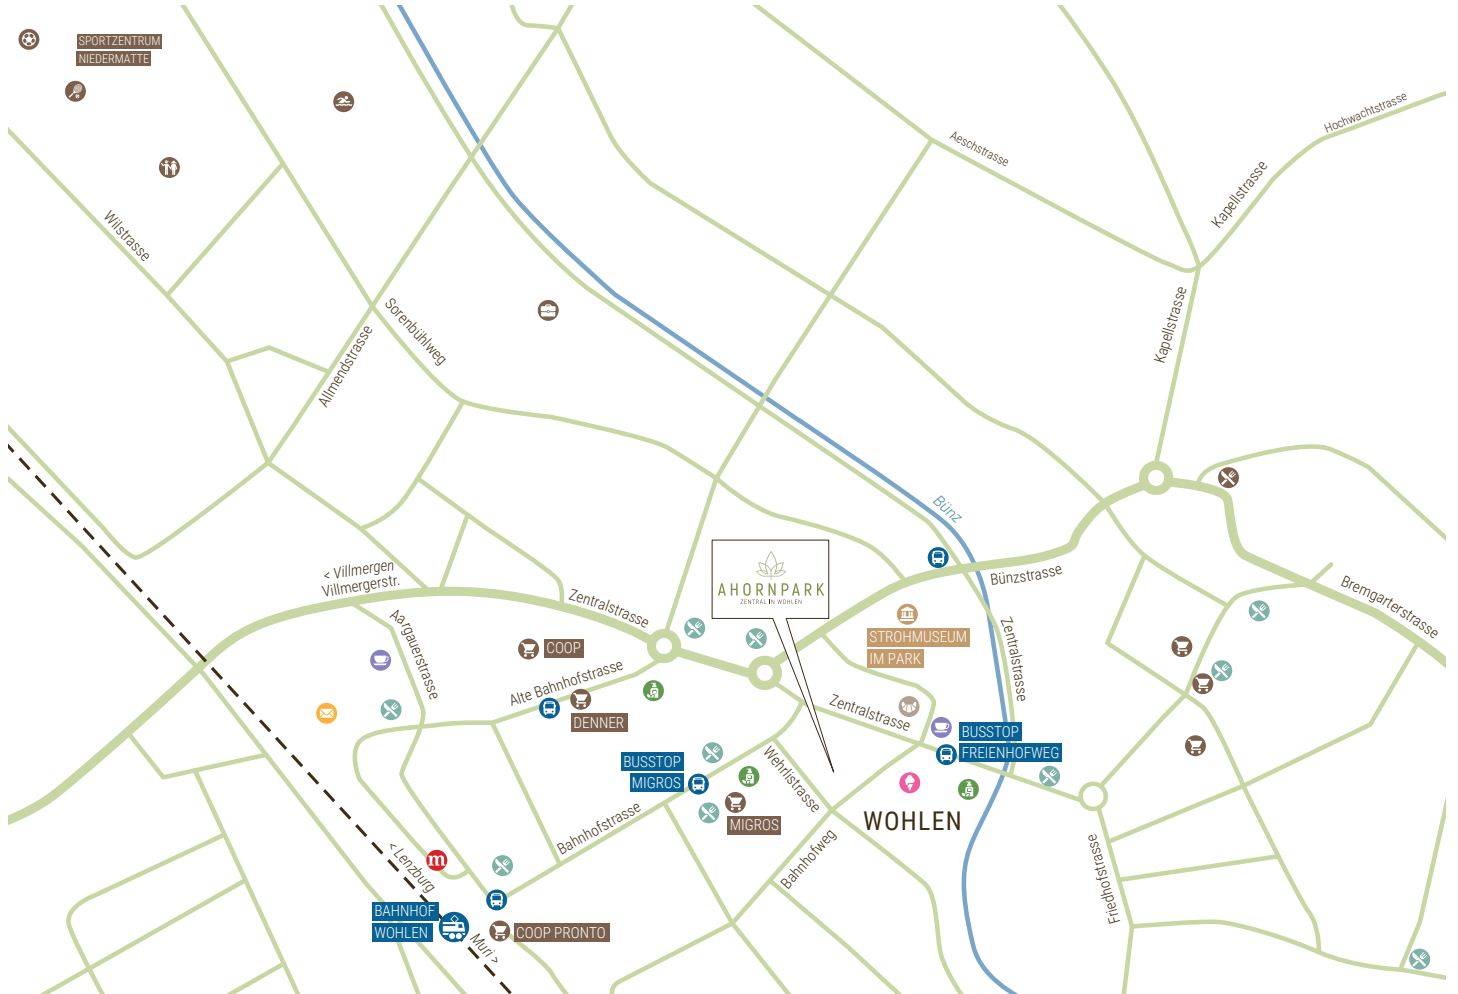 SPORTZENTRUM
NIEDERMATTE
Aeschstrasse
Hochwachtstrasse
Kapellstrasse
Wilstrasse
Kapellstrasse
Sorenbühlweg
Allmendstrasse
Bünz
< Villmergen
Villmergerstr.
Zentralstrasse
AHORNPARK
ZENTRAL IN WOHLEN
Bünzstrasse
Bremgarterstrasse
Aargauerstrasse
COOP
STROHMUSEUM
IM PARK
Zentralstrasse
Alte Bahnhofstrasse
DENNER
Zentralstrasse
BUSSTOP
FREIENHOFWEG
BUSSTOP
MIGROS
Wehrlistrasse
MIGROS
WOHLEN
Bahnhofstrasse
Bahnhofweg
Friedhofstrasse
m
< Lenzburg
BAHNHOF
WOHLEN
COOP PRONTO
Muri >